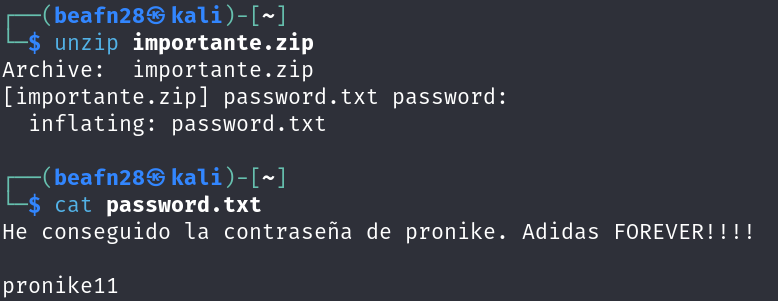 ┌──(beafn28㉿kali)-[~]
└─$ unzip importante.zip
Archive:  importante.zip
[importante.zip] password.txt password:
  inflating: password.txt

┌──(beafn28㉿kali)-[~]
└─$ cat password.txt
He conseguido la contraseña de pronike. Adidas FOREVER!!!!

pronike11